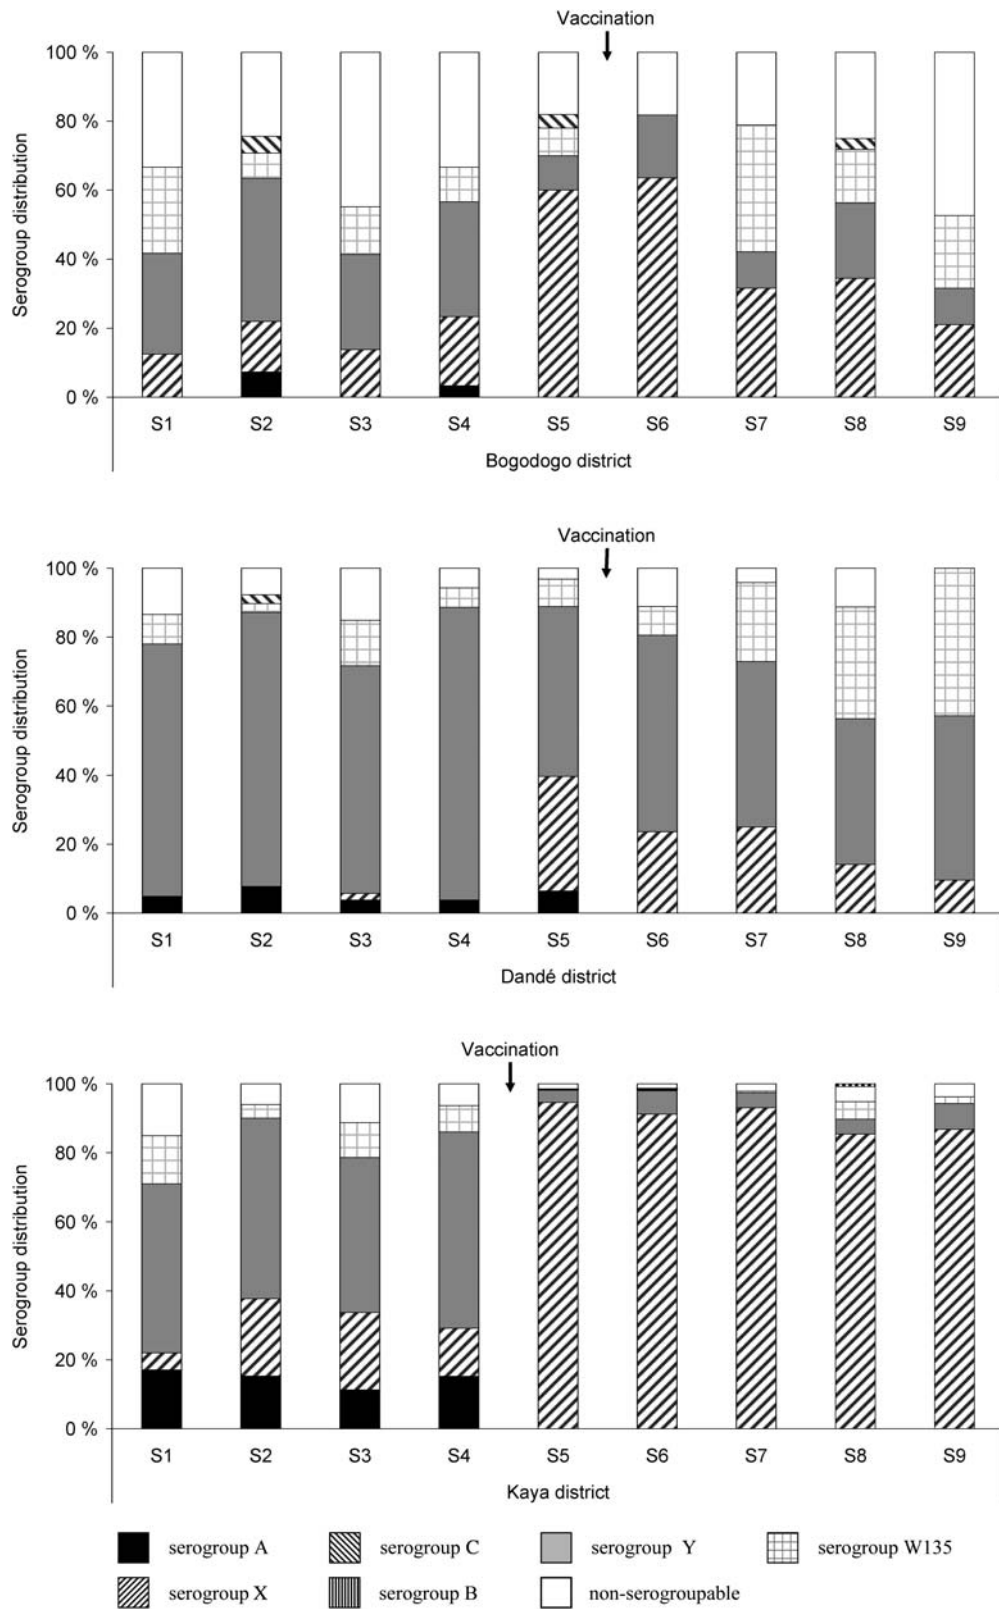 Vaccination
Serogroup distribution
100 %
80 %
60 %
40 %
20 %
0 %
S1 S2 S3 S4 S5 S6 S7 S8 S9
Bogodogo district
Vaccination
Serogroup distribution
100 %
80 %
60 %
40 %
20 %
0 %
S1 S2 S3 S4 S5 S6 S7 S8 S9
Dandé district
Vaccination
Serogroup distribution
100 %
80 %
60 %
40 %
20 %
0 %
S1 S2 S3 S4 S5 S6 S7 S8 S9
Kaya district
serogroup A serogroup C serogroup Y serogroup W135
serogroup X serogroup B non-serogroupable